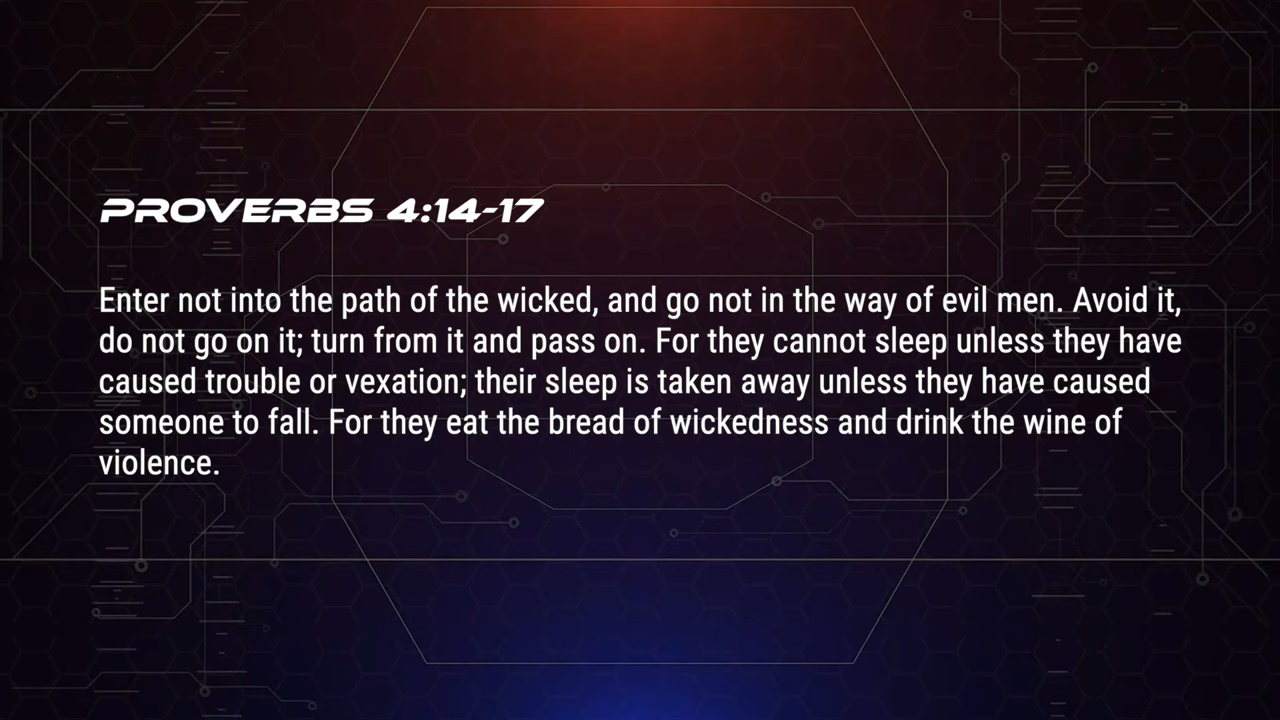 PROVERBS 4:14-17
Enter not into the path of the wicked, and go not in the way of evil men. Avoid it,
do not go on it; turn from it and pass on. For they cannot sleep unless they have
caused trouble or vexation; their sleep is taken away unless they have caused
someone to fall. For they eat the bread of wickedness and drink the wine of
violence.